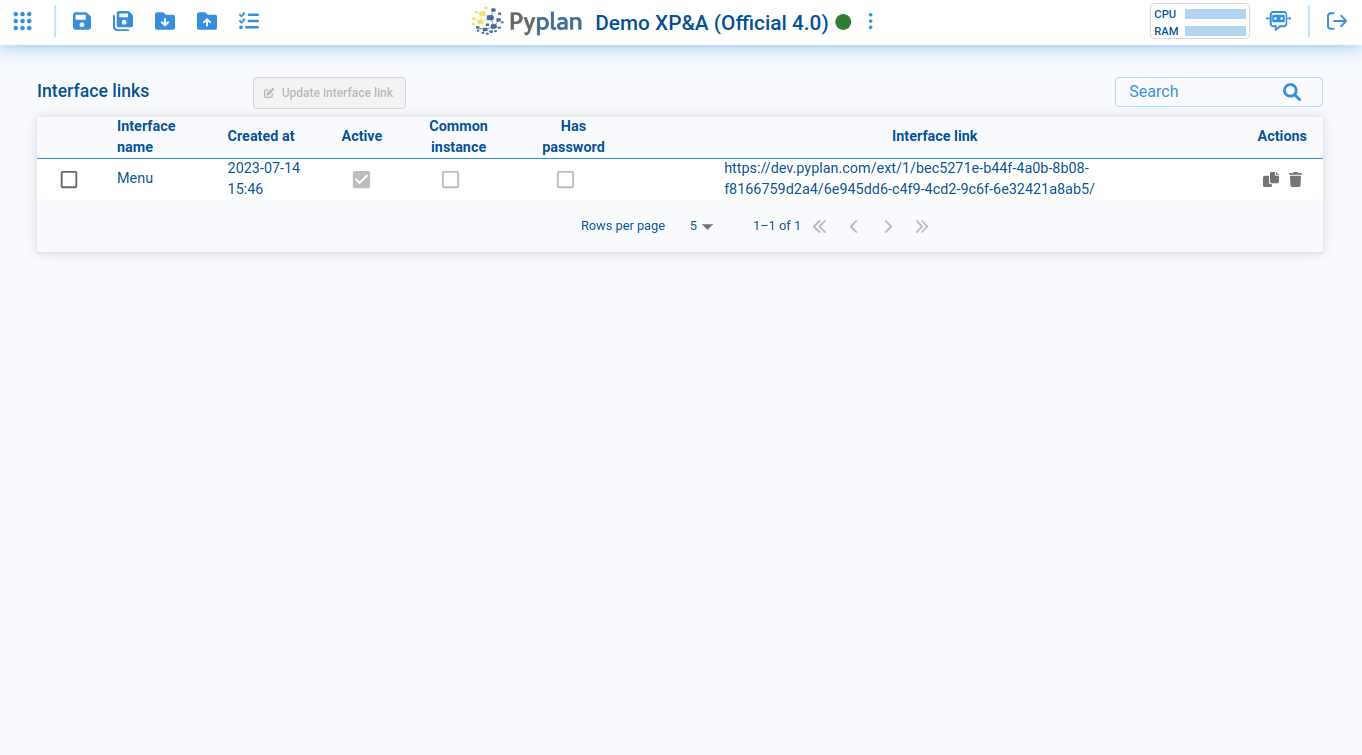 Pyplan Demo XP&A (Official 4.0)
CPU
RAM
Interface links
Update interface link
Search
Interface name
Created at
Active
Common instance
Has password
Interface link
Actions
Menu
2023-07-14
15:46
https://dev.pyplan.com/ext/1/bec5271e-b44f-4a0b-8b08-
f8166759d2a4/6e945dd6-c4f9-4cd2-9c6f-6e32421a8ab5/
Rows per page 5 1–1 of 1